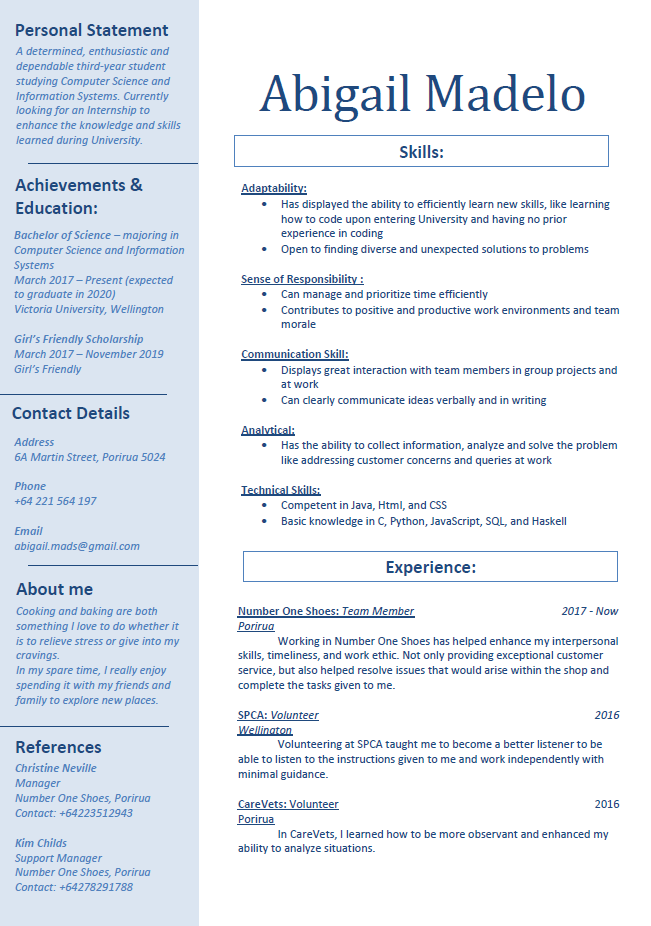 Personal Statement
A determined, enthusiastic and
dependable third-year student
studying Computer Science and
Information Systems. Currently
looking for an Internship to
enhance the knowledge and skills
learned during University.
Achievements &
Education:
Bachelor of Science – majoring in
Computer Science and Information
Systems
March 2017 – Present (expected
to graduate in 2020)
Victoria University, Wellington
Girl's Friendly Scholarship
March 2017 – November 2019
Girl's Friendly
Contact Details
Address
6A Martin Street, Porirua 5024
Phone
+64 221 564 197
Email
abigail.mads@gmail.com
About me
Cooking and baking are both
something I love to do whether it
is to relieve stress or give into my
cravings.
In my spare time, I really enjoy
spending it with my friends and
family to explore new places.
References
Christine Neville
Manager
Number One Shoes, Porirua
Contact: +64223512943
Kim Childs
Support Manager
Number One Shoes, Porirua
Contact: +64278291788
Abigail Madelo
Skills:
Adaptability:
• Has displayed the ability to efficiently learn new skills, like learning
how to code upon entering University and having no prior
experience in coding
• Open to finding diverse and unexpected solutions to problems
Sense of Responsibility :
• Can manage and prioritize time efficiently
• Contributes to positive and productive work environments and team
morale
Communication Skill:
• Displays great interaction with team members in group projects and
at work
• Can clearly communicate ideas verbally and in writing
Analytical:
• Has the ability to collect information, analyze and solve the problem
like addressing customer concerns and queries at work
Technical Skills:
• Competent in Java, Html, and CSS
• Basic knowledge in C, Python, JavaScript, SQL, and Haskell
Experience:
Number One Shoes: Team Member 2017 - Now
Porirua
Working in Number One Shoes has helped enhance my interpersonal
skills, timeliness, and work ethic. Not only providing exceptional customer
service, but also helped resolve issues that would arise within the shop and
complete the tasks given to me.
SPCA: Volunteer 2016
Wellington
Volunteering at SPCA taught me to become a better listener to be
able to listen to the instructions given to me and work independently with
minimal guidance.
CareVets: Volunteer 2016
Porirua
In CareVets, I learned how to be more observant and enhanced my
ability to analyze situations.